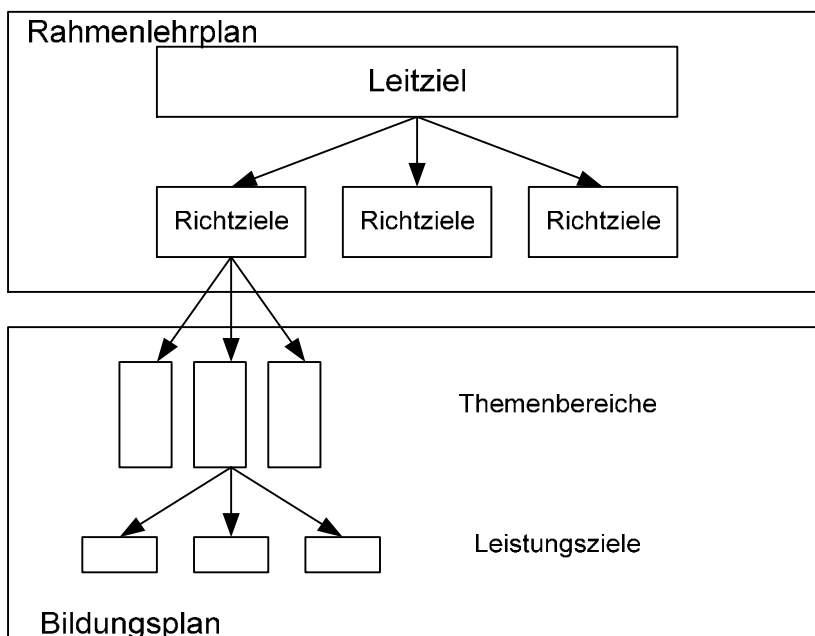 Rahmenlehrplan
Leitziel
Richtziele
Richtziele
Richtziele
Themenbereiche
Leistungsziele
Bildungsplan